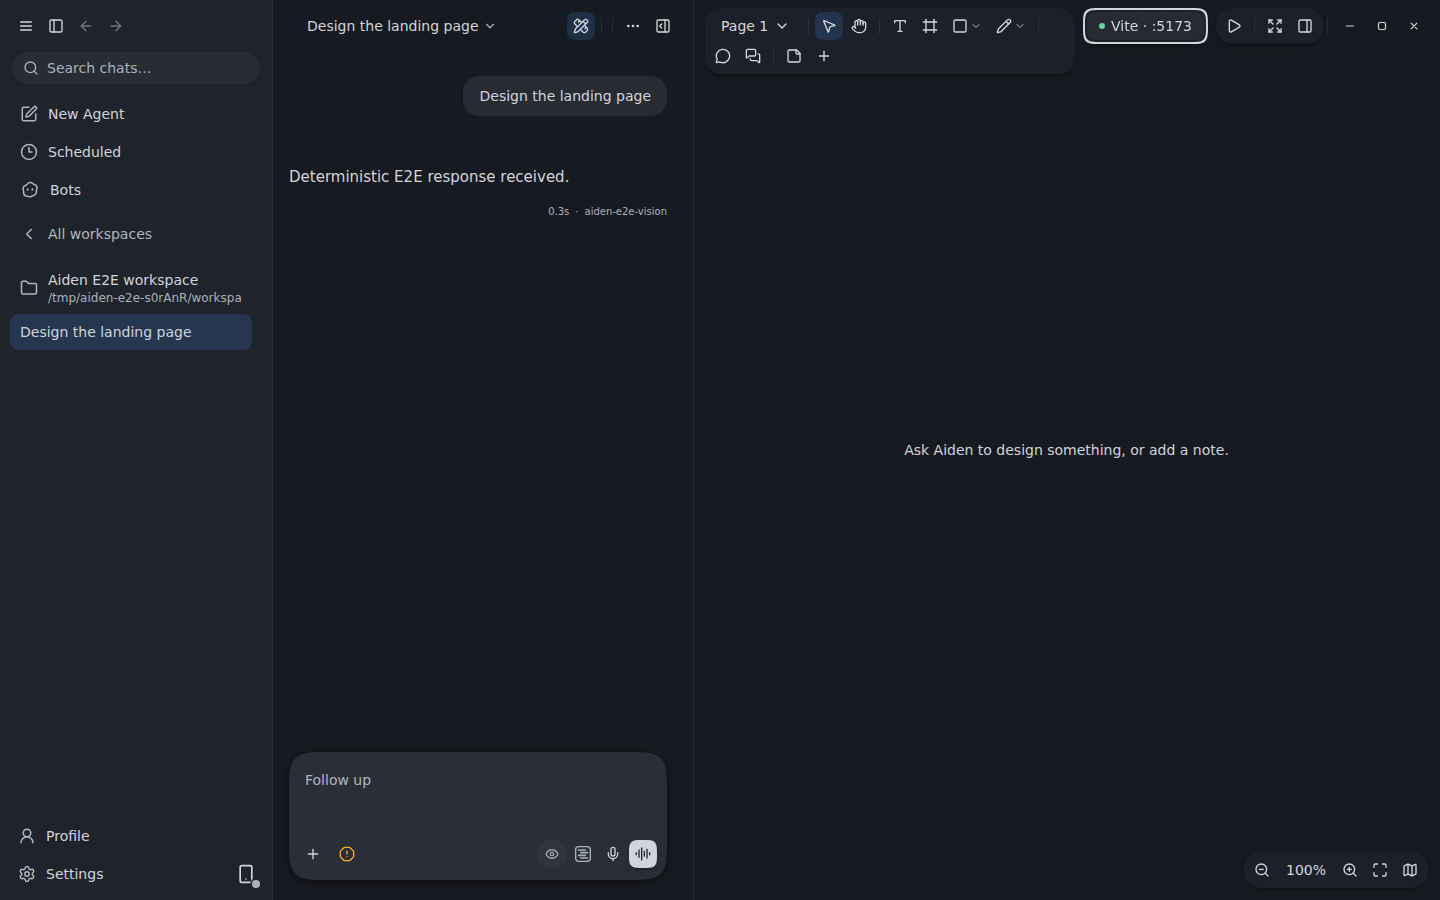 Search chats...
New Agent
Scheduled
Bots
All workspaces
Aiden E2E workspace
/tmp/aiden-e2e-s0rAnR/workspa
Design the landing page
Profile
Settings
Design the landing page
Design the landing page
Deterministic E2E response received.
0.3s · aiden-e2e-vision
Follow up
Page 1
Vite · :5173
Ask Aiden to design something, or add a note.
100%